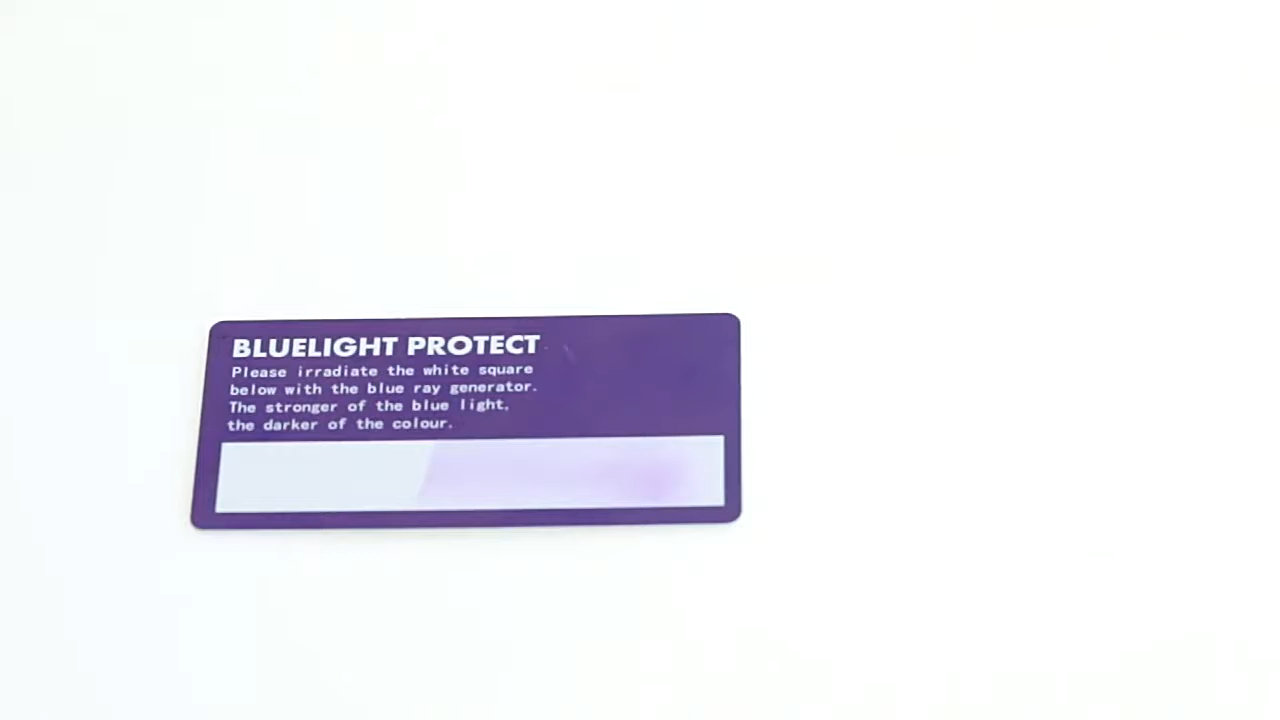 BLUELIGHT PROTECT
Please irradiate the white square
below with the blue ray generator.
The stronger of the blue light,
the darker of the colour.